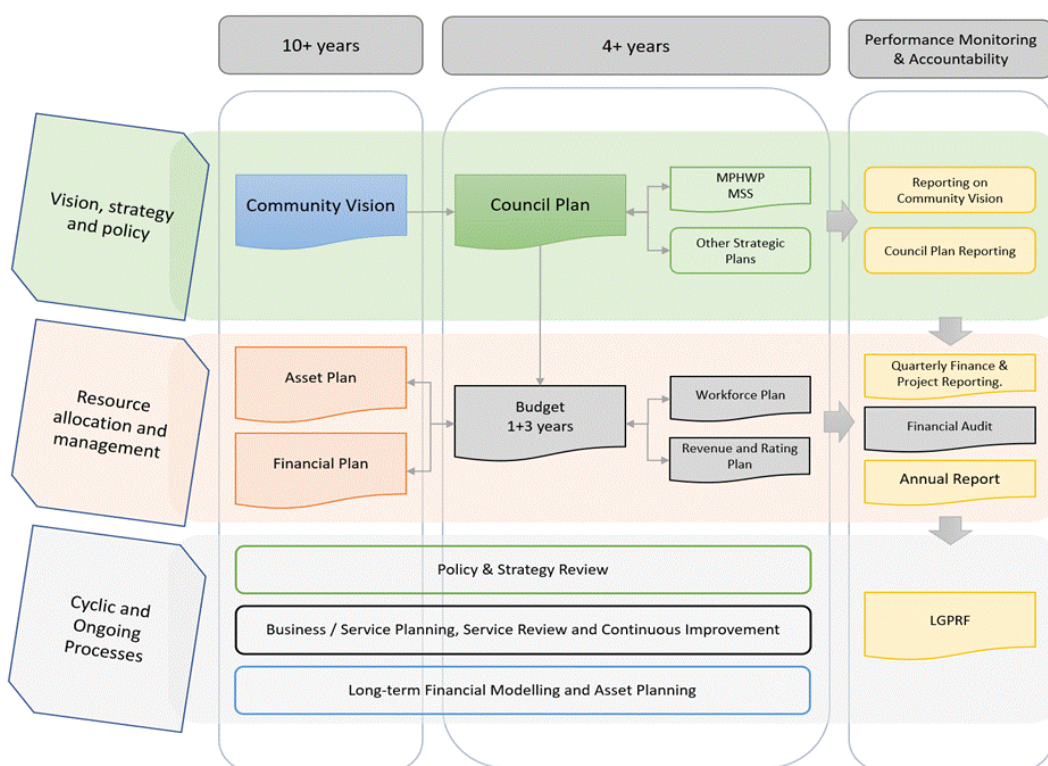 10+ years
4+ years
Performance Monitoring
& Accountability
Vision, strategy
and policy
Community Vision
Council Plan
MPHWP
MSS
Other Strategic
Plans
Reporting on
Community Vision
Council Plan Reporting
Resource
allocation and
management
Asset Plan
Financial Plan
Budget
1+3 years
Workforce Plan
Revenue and Rating
Plan
Quarterly Finance &
Project Reporting.
Financial Audit
Annual Report
Cyclic and
Ongoing
Processes
Policy & Strategy Review
Business / Service Planning, Service Review and Continuous Improvement
Long-term Financial Modelling and Asset Planning
LGPRF